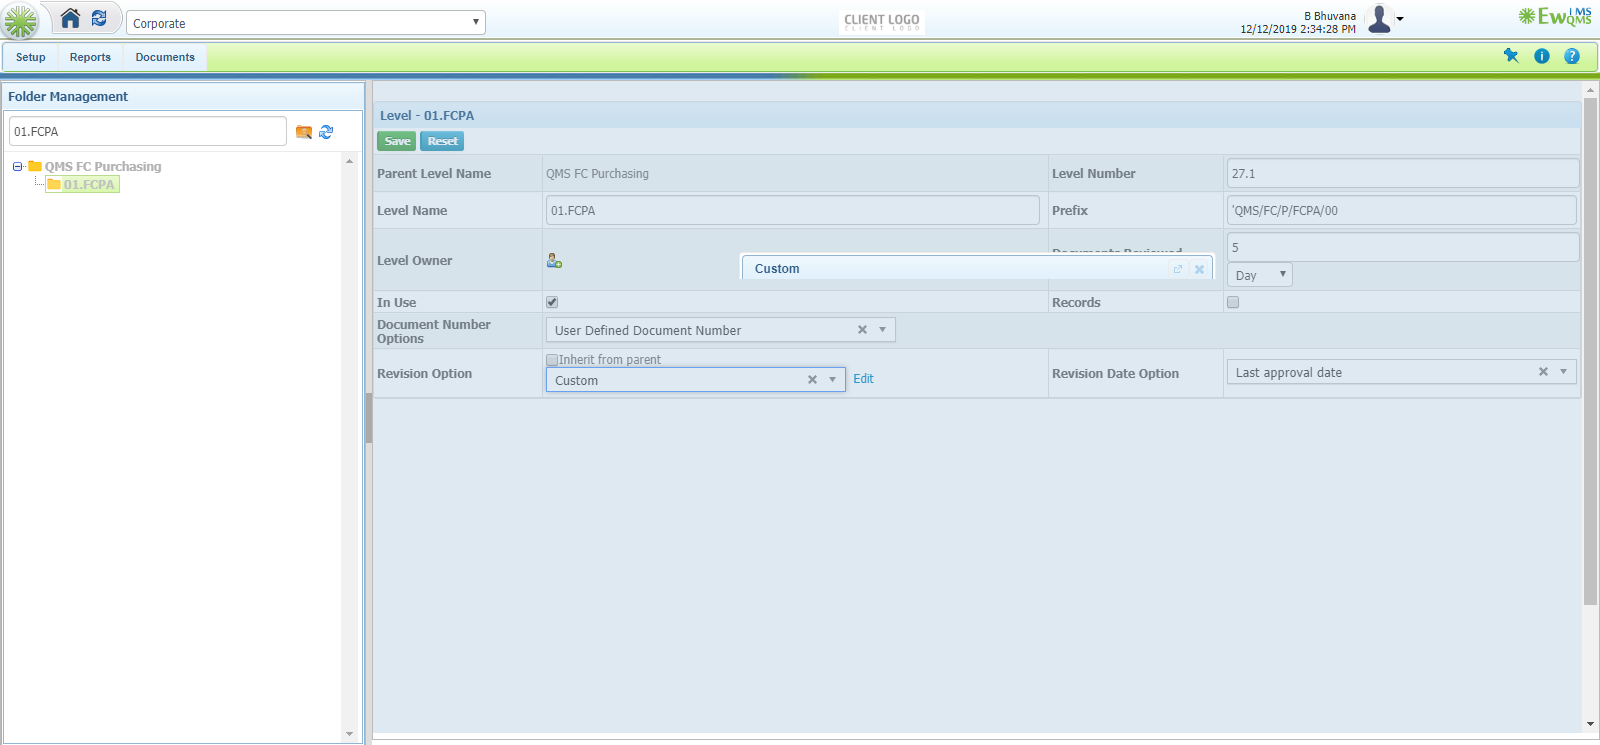 Corporate
CLIENT LOGO
CLIENT LOGO
B Bhuvana
12/12/2019 2:34:28 PM
EwQMS
IMS
Setup
Reports
Documents
Folder Management
01.FCPA
QMS FC Purchasing
01.FCPA
Level - 01.FCPA
Save
Reset
Parent Level Name
QMS FC Purchasing
Level Number
27.1
Level Name
01.FCPA
Prefix
'QMS/FC/P/FCPA/00
Level Owner
Documents Reviewed
5
Day
Custom
In Use
Records
Document Number
Options
User Defined Document Number
Revision Option
Inherit from parent
Custom
Edit
Revision Date Option
Last approval date